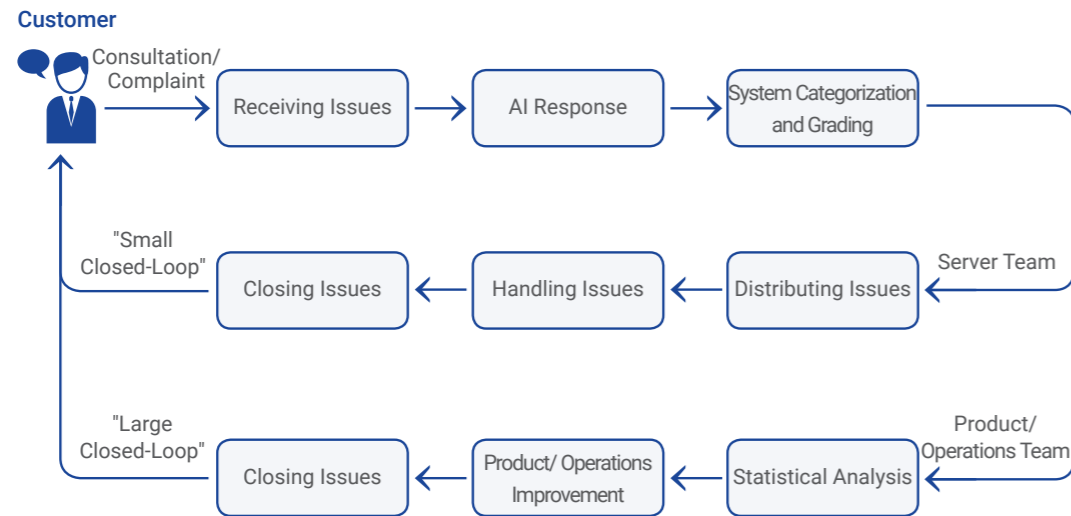 Customer
Consultation/
Complaint
Receiving Issues
AI Response
System Categorization
and Grading
"Small
Closed-Loop"
Closing Issues
Handling Issues
Distributing Issues
Server Team
"Large
Closed-Loop"
Closing Issues
Product/ Operations
Improvement
Statistical Analysis
Product/
Operations Team